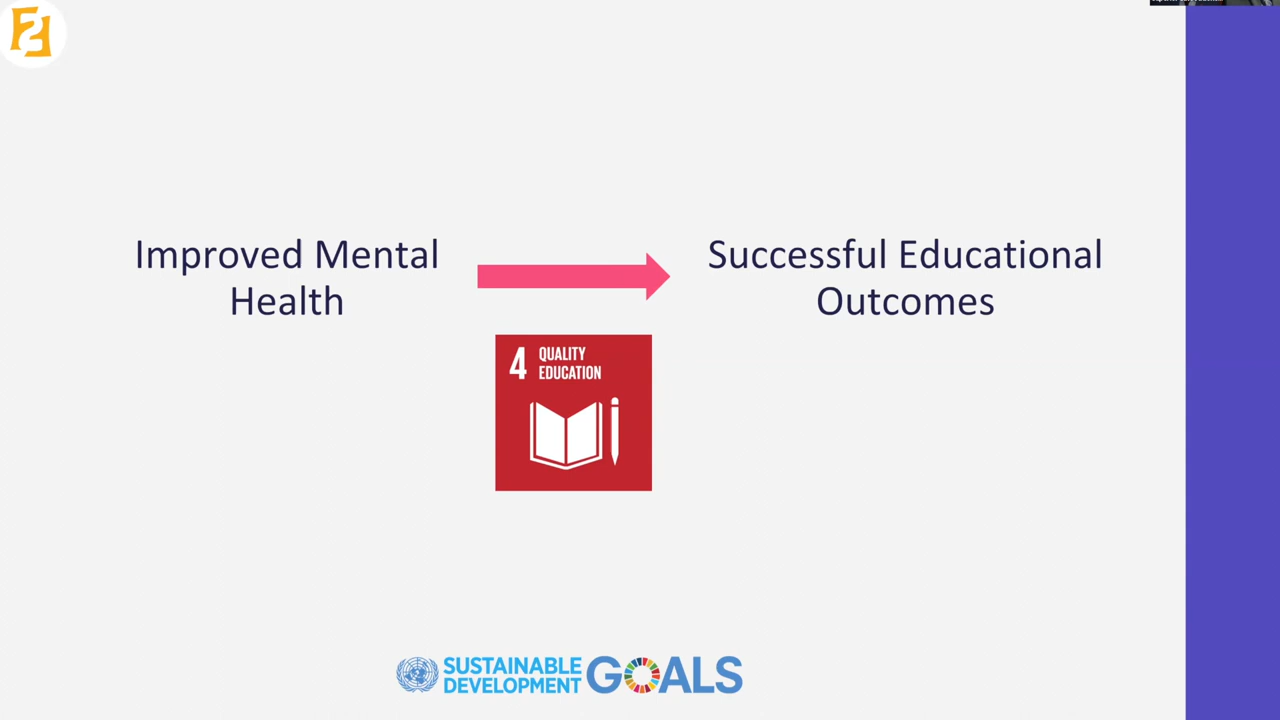 Improved Mental
Health
Successful Educational
Outcomes
4 QUALITY
EDUCATION
SUSTAINABLE
DEVELOPMENT
GOALS